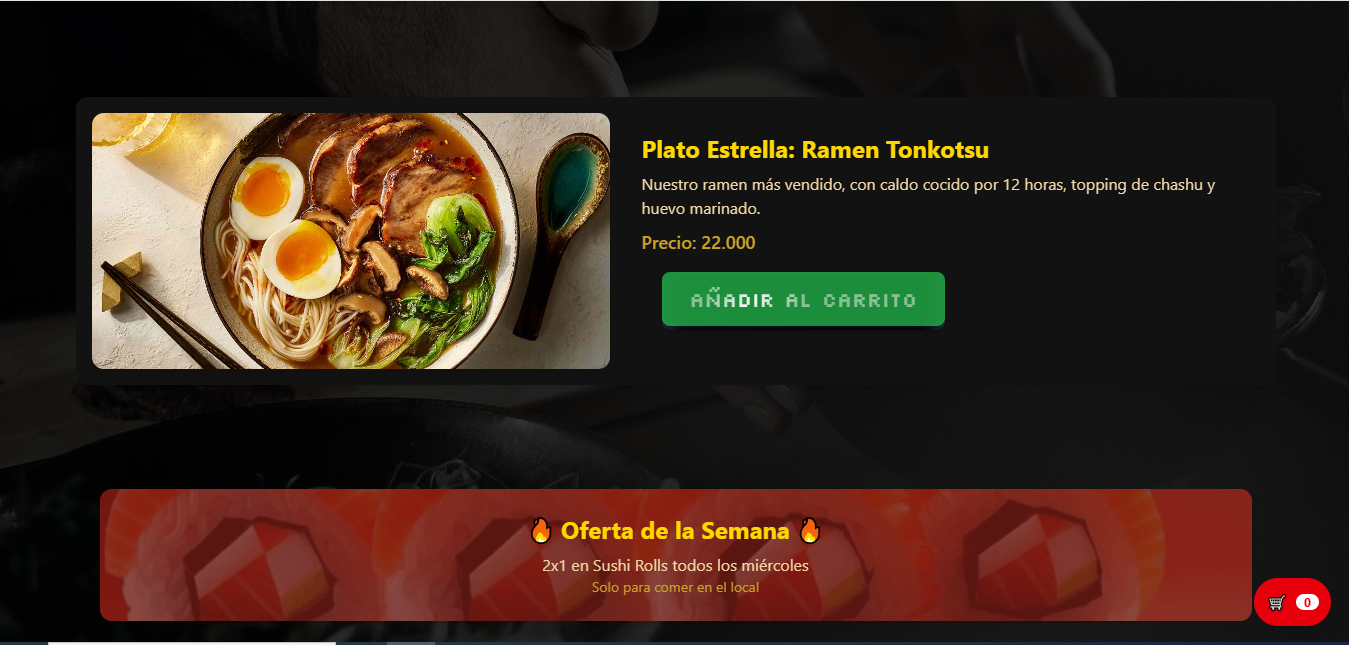 Plato Estrella: Ramen Tonkotsu
Nuestro ramen más vendido, con caldo cocido por 12 horas, topping de chashu y
huevo marinado.
Precio: 22.000
AÑADIR AL CARRITO
🔥 Oferta de la Semana 🔥
2x1 en Sushi Rolls todos los miércoles
Solo para comer en el local
🛒 0